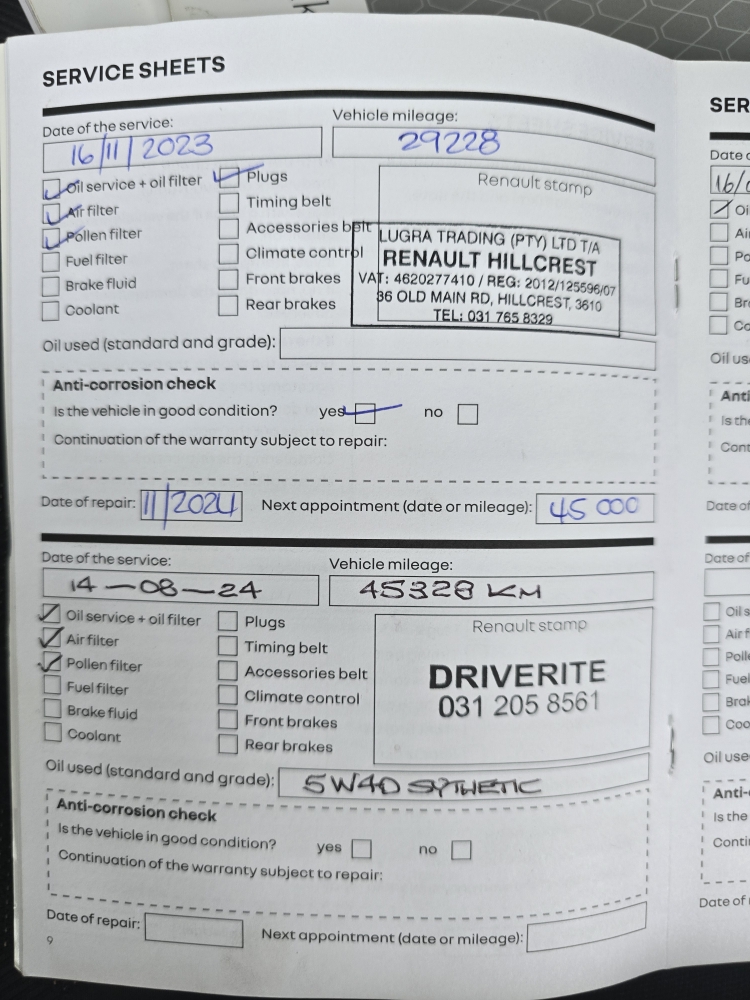 SERVICE SHEETS
Date of the service:
16/11/2023
Vehicle mileage:
29228
Oil service + oil filter
Air filter
Pollen filter
Fuel filter
Brake fluid
Coolant
Plugs
Timing belt
Accessories belt
Climate control
Front brakes
Rear brakes
Renault stamp
LUGRA TRADING (PTY) LTD T/A
RENAULT HILLCREST
VAT: 4620277410 / REG: 2012/125596/07
36 OLD MAIN RD, HILLCREST, 3610
TEL: 031 765 8329
Oil used (standard and grade):
Anti-corrosion check
Is the vehicle in good condition? yes no
Continuation of the warranty subject to repair:
Date of repair: 11/2024 Next appointment (date or mileage): 45 000
Date of the service:
14-08-24
Vehicle mileage:
45328 KM
Oil service + oil filter
Air filter
Pollen filter
Fuel filter
Brake fluid
Coolant
Plugs
Timing belt
Accessories belt
Climate control
Front brakes
Rear brakes
Renault stamp
DRIVERITE
031 205 8561
Oil used (standard and grade): 5W40 SYTHETIC
Anti-corrosion check
Is the vehicle in good condition? yes no
Continuation of the warranty subject to repair:
Date of repair: Next appointment (date or mileage):
9
SER
Date o
16/0
Oi
Air
Po
Fu
Br
Co
Oil us
Anti
Is the
Cont
Date of
Date of
Oil s
Air f
Polle
Fuel
Brak
Coo
Oil use
Anti-
Is the
Conti
Date of